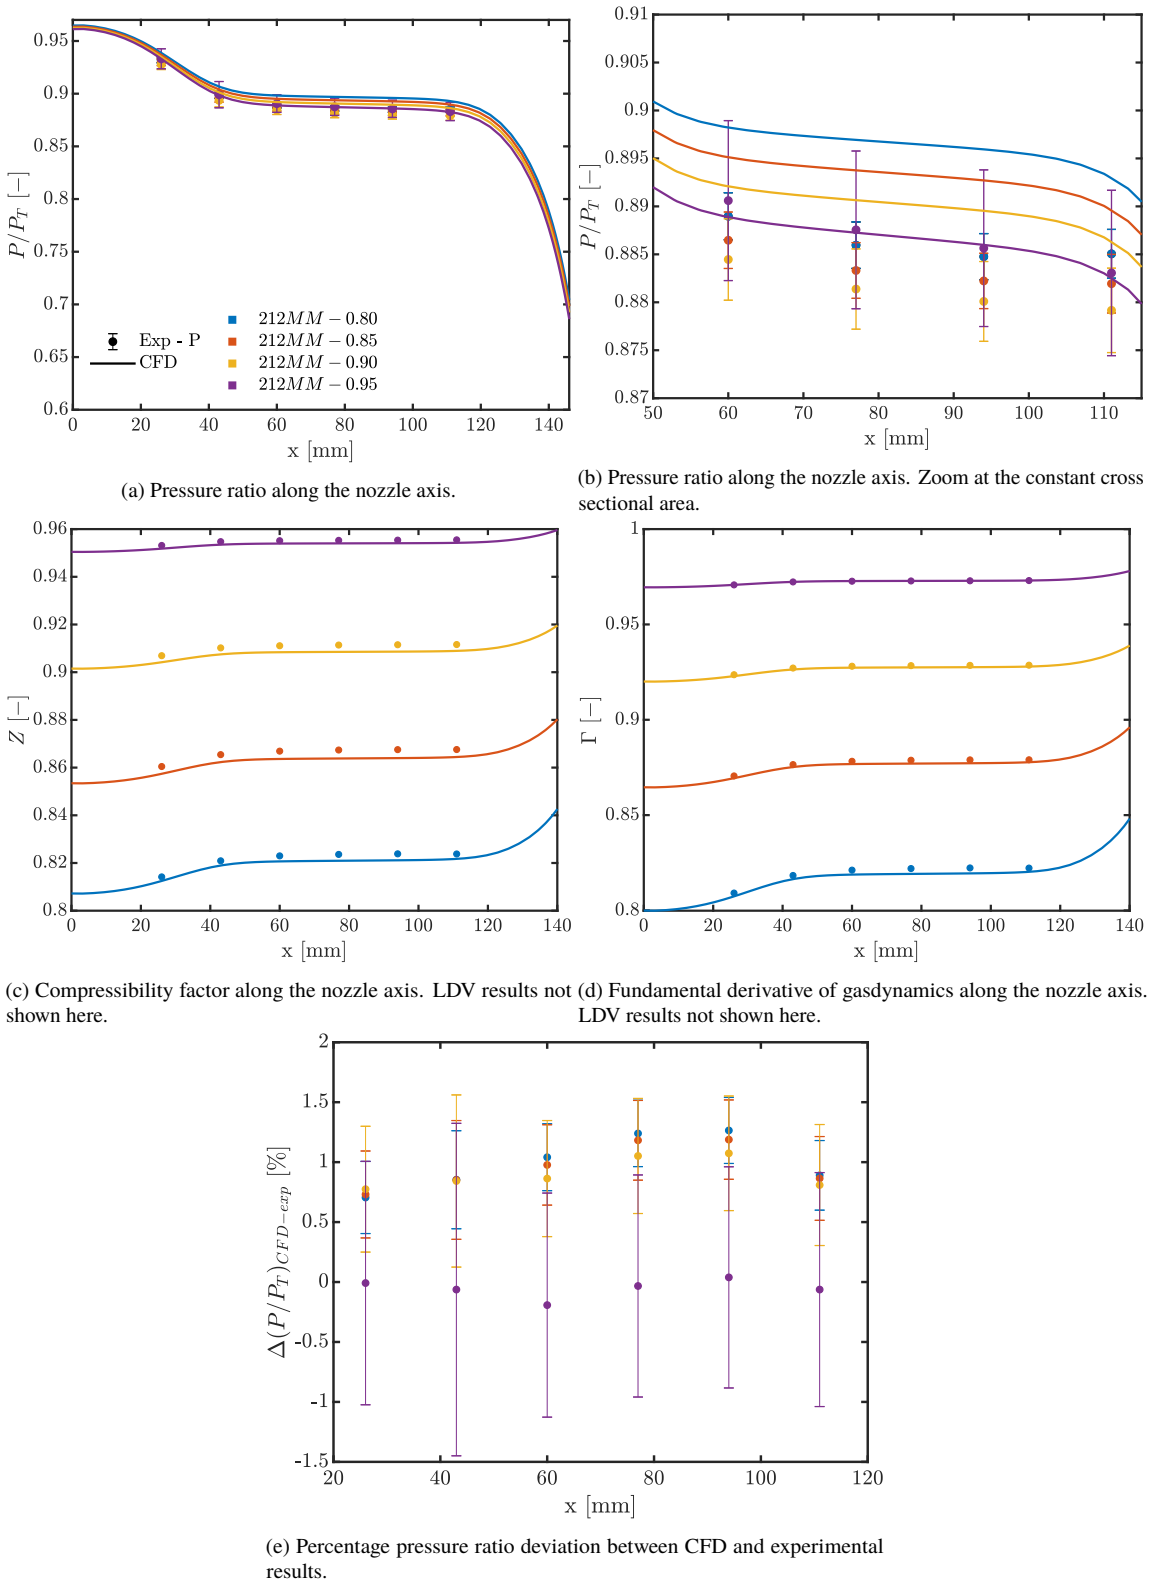 0.95
0.9
0.85
0.8
0.75
0.7
0.65
0.6
P/P_T [−]
0 20 40 60 80 100 120 140
x [mm]
Exp - P
CFD
212MM − 0.80
212MM − 0.85
212MM − 0.90
212MM − 0.95
(a) Pressure ratio along the nozzle axis.
0.91
0.905
0.9
0.895
0.89
0.885
0.88
0.875
0.87
P/P_T [−]
50 60 70 80 90 100 110
x [mm]
(b) Pressure ratio along the nozzle axis. Zoom at the constant cross
sectional area.
0.96
0.94
0.92
0.9
0.88
0.86
0.84
0.82
0.8
Z [−]
0 20 40 60 80 100 120 140
x [mm]
(c) Compressibility factor along the nozzle axis. LDV results not
shown here.
1
0.95
0.9
0.85
0.8
Γ [−]
0 20 40 60 80 100 120 140
x [mm]
(d) Fundamental derivative of gasdynamics along the nozzle axis.
LDV results not shown here.
2
1.5
1
0.5
0
-0.5
-1
-1.5
Δ(P/P_T)_{CFD−exp} [%]
20 40 60 80 100 120
x [mm]
(e) Percentage pressure ratio deviation between CFD and experimental
results.